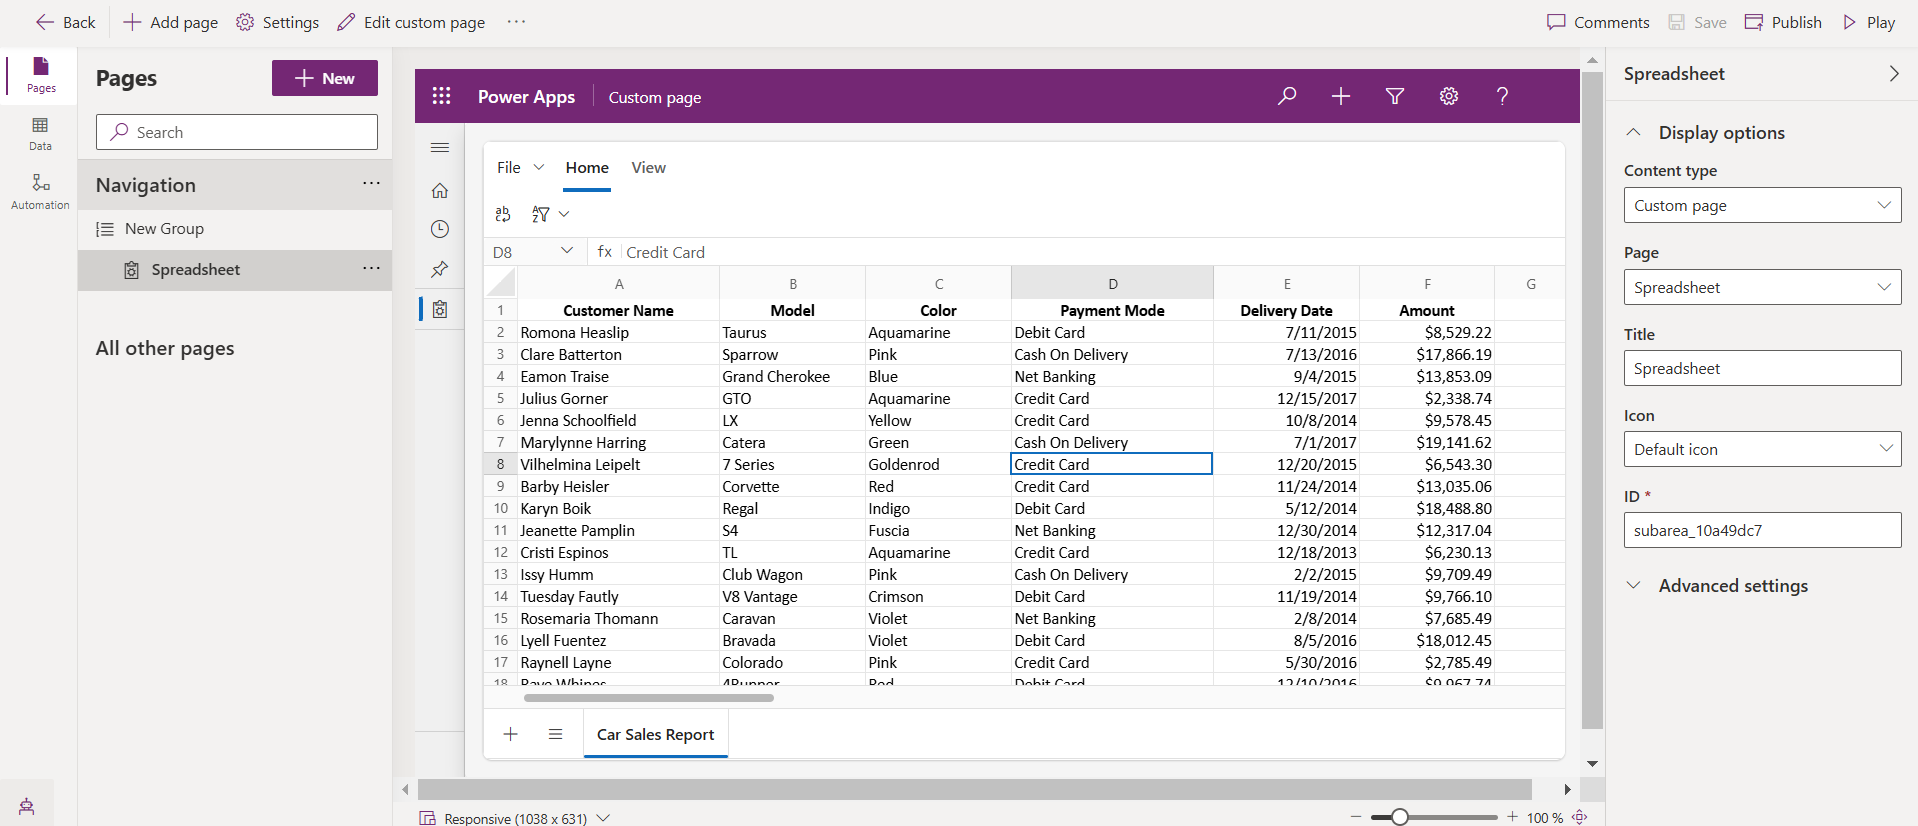 Back
Add page
Settings
Edit custom page
Comments
Save
Publish
Play
Pages
Data
Automation
Pages
New
Search
Navigation
New Group
Spreadsheet
All other pages
Power Apps
Custom page
File
Home
View
D8
fx
Credit Card
A B C D E F G
1 Customer Name Model Color Payment Mode Delivery Date Amount
2 Romona Heaslip Taurus Aquamarine Debit Card 7/11/2015 $8,529.22
3 Clare Batterton Sparrow Pink Cash On Delivery 7/13/2016 $17,866.19
4 Eamon Traise Grand Cherokee Blue Net Banking 9/4/2015 $13,853.09
5 Julius Gorner GTO Aquamarine Credit Card 12/15/2017 $2,338.74
6 Jenna Schoolfield LX Yellow Credit Card 10/8/2014 $9,578.45
7 Marylynne Harring Catera Green Cash On Delivery 7/1/2017 $19,141.62
8 Vilhelmina Leipelt 7 Series Goldenrod Credit Card 12/20/2015 $6,543.30
9 Barby Heisler Corvette Red Credit Card 11/24/2014 $13,035.06
10 Karyn Boik Regal Indigo Debit Card 5/12/2014 $18,488.80
11 Jeanette Pamplin S4 Fuscia Net Banking 12/30/2014 $12,317.04
12 Cristi Espinos TL Aquamarine Credit Card 12/18/2013 $6,230.13
13 Issy Humm Club Wagon Pink Cash On Delivery 2/2/2015 $9,709.49
14 Tuesday Fautly V8 Vantage Crimson Debit Card 11/19/2014 $9,766.10
15 Rosemaria Thomann Caravan Violet Net Banking 2/8/2014 $7,685.49
16 Lyell Fuentez Bravada Violet Debit Card 8/5/2016 $18,012.45
17 Raynell Layne Colorado Pink Credit Card 5/30/2016 $2,785.49
18 4Runner Red Debit Card 12/10/2016 $9,967.74
Car Sales Report
Responsive (1038 x 631)
100 %
Spreadsheet
Display options
Content type
Custom page
Page
Spreadsheet
Title
Spreadsheet
Icon
Default icon
ID *
subarea_10a49dc7
Advanced settings